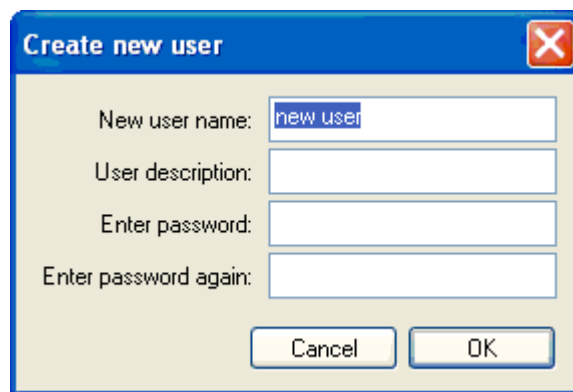 Create new user
New user name: new user
User description:
Enter password:
Enter password again:
Cancel OK